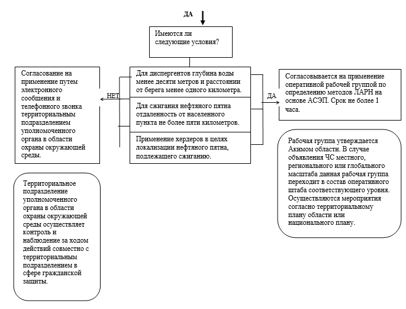 ДА
Имеются ли
следующие условия?
Согласование на
применение путем
электронного
сообщения и
телефонного звонка
территориальным
подразделением
уполномоченного
органа в области
охраны окружающей
среды.
НЕТ
Для диспергентов глубина воды
менее десяти метров и расстоянии
от берега менее одного километра.
Для сжигания нефтяного пятна
отдаленность от населенного
пункта не более пяти километров.
Применение хердеров в целях
локализации нефтяного пятна,
подлежащего сжиганию.
ДА
Согласовывается на применение
оперативной рабочей группой по
определению методов ЛАРН на
основе АСЭП. Срок не более 1
часа.
Рабочая группа утверждается
Акимом области. В случае
объявления ЧС местного,
регионального или глобального
масштаба данная рабочая группа
переходит в состав оперативного
штаба соответствующего уровня.
Осуществляются мероприятия
согласно территориальному
плану области или
национального плану.
Территориальное
подразделение
уполномоченного
органа в области
охраны окружающей
среды осуществляет
контроль и
наблюдение за ходом
действий совместно с
территориальным
подразделением в
сфере гражданской
защиты.